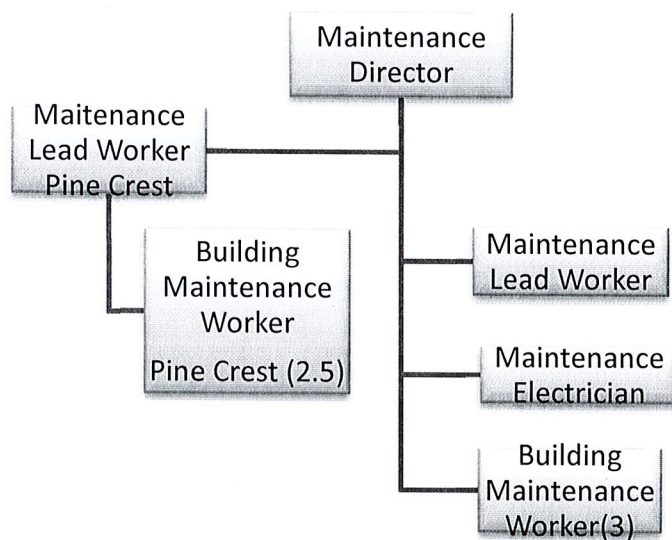 Maintenance
Director
Maitenance
Lead Worker
Pine Crest
Building
Maintenance
Worker
Pine Crest (2.5)
Maintenance
Lead Worker
Maintenance
Electrician
Building
Maintenance
Worker(3)